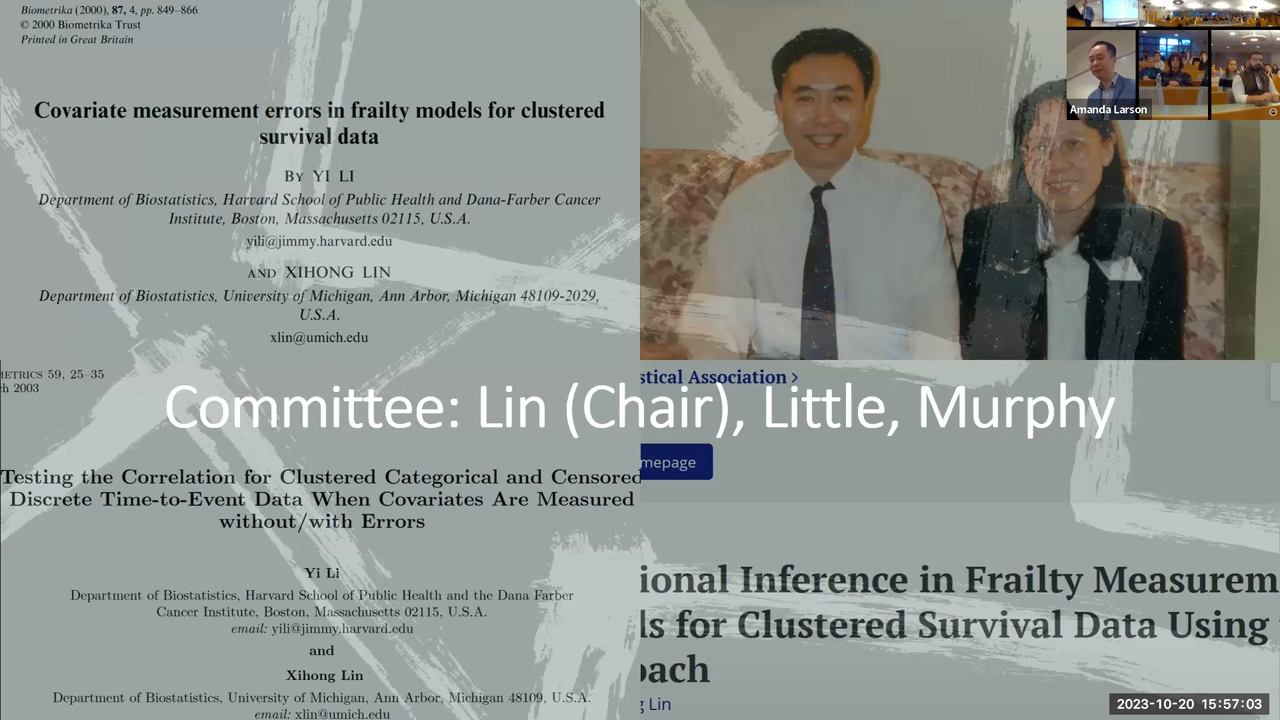 Biometrika (2000), 87, 4, pp. 849–866
© 2000 Biometrika Trust
Printed in Great Britain
Covariate measurement errors in frailty models for clustered
survival data
By YI LI
Department of Biostatistics, Harvard School of Public Health and Dana-Farber Cancer
Institute, Boston, Massachusetts 02115, U.S.A.
yili@jimmy.harvard.edu
AND XIHONG LIN
Department of Biostatistics, University of Michigan, Ann Arbor, Michigan 48109-2029,
U.S.A.
xlin@umich.edu
Amanda Larson
METRICS 59, 25–35
ch 2003
stical Association >
Committee: Lin (Chair), Little, Murphy
mepage
Testing the Correlation for Clustered Categorical and Censored
Discrete Time-to-Event Data When Covariates Are Measured
without/with Errors
Yi Li
Department of Biostatistics, Harvard School of Public Health and the Dana Farber
Cancer Institute, Boston, Massachusetts 02115, U.S.A.
email: yili@jimmy.harvard.edu
and
Xihong Lin
Department of Biostatistics, University of Michigan, Ann Arbor, Michigan 48109, U.S.A.
email: xlin@umich.edu
ional Inference in Frailty Measurem
ls for Clustered Survival Data Using
oach
g Lin
2023-10-20 15:57:03